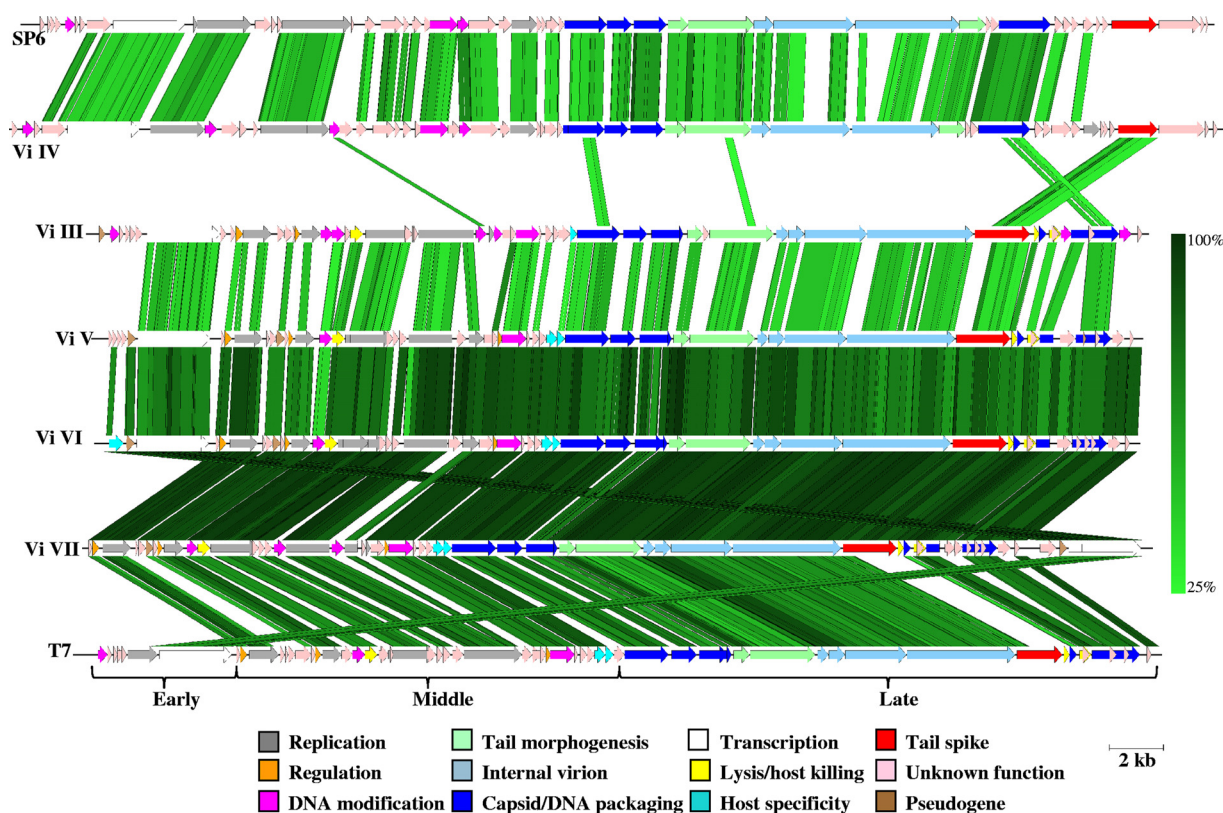 SP6
Vi IV
Vi III
Vi V
Vi VI
Vi VII
T7
100%
25%
Early
Middle
Late
Replication
Tail morphogenesis
Transcription
Tail spike
Regulation
Internal virion
Lysis/host killing
Unknown function
DNA modification
Capsid/DNA packaging
Host specificity
Pseudogene
2 kb